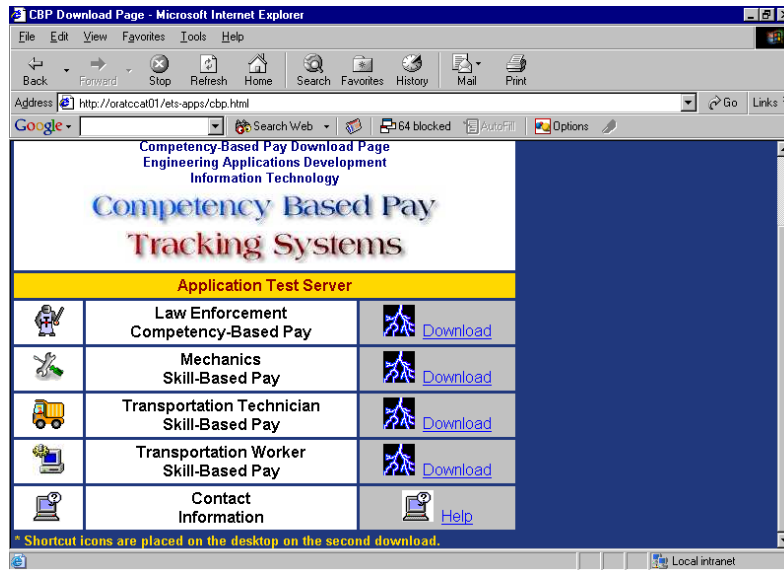 CBP Download Page - Microsoft Internet Explorer
File Edit View Favorites Tools Help
Back Forward Stop Refresh Home Search Favorites History Mail Print
Address http://oratccat01/ets-apps/cbp.html Go Links
Google Search Web 64 blocked AutoFill Options
Competency-Based Pay Download Page
Engineering Applications Development
Information Technology
Competency Based Pay
Tracking Systems
Application Test Server
Law Enforcement
Competency-Based Pay
Download
Mechanics
Skill-Based Pay
Download
Transportation Technician
Skill-Based Pay
Download
Transportation Worker
Skill-Based Pay
Download
Contact
Information
Help
* Shortcut icons are placed on the desktop on the second download.
Local intranet